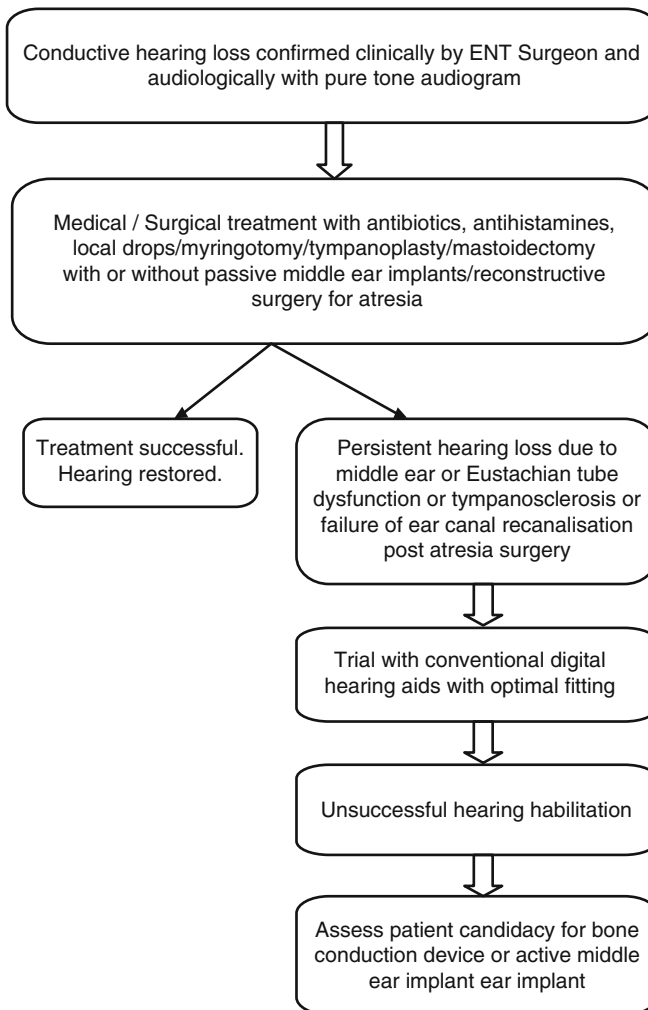 Conductive hearing loss confirmed clinically by ENT Surgeon and
audiologically with pure tone audiogram
Medical / Surgical treatment with antibiotics, antihistamines,
local drops/myringotomy/tympanoplasty/mastoidectomy
with or without passive middle ear implants/reconstructive
surgery for atresia
Treatment successful.
Hearing restored.
Persistent hearing loss due to
middle ear or Eustachian tube
dysfunction or tympanosclerosis or
failure of ear canal recanalisation
post atresia surgery
Trial with conventional digital
hearing aids with optimal fitting
Unsuccessful hearing habilitation
Assess patient candidacy for bone
conduction device or active middle
ear implant ear implant